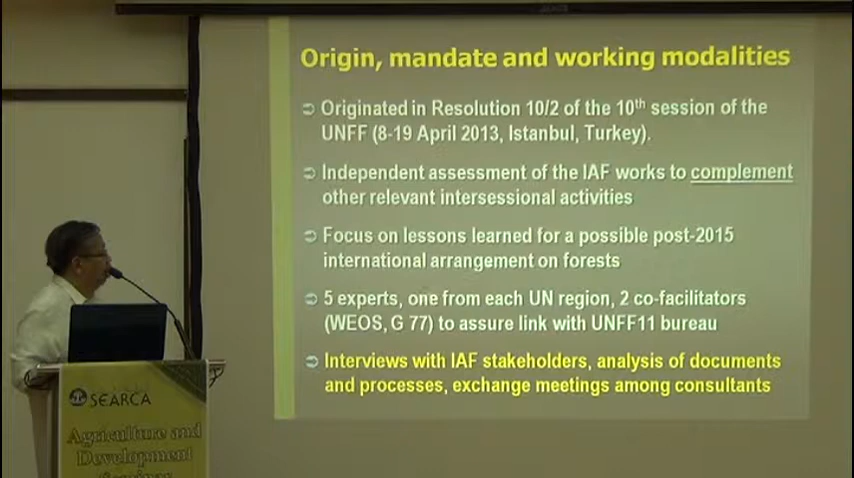 Origin, mandate and working modalities
Originated in Resolution 10/2 of the 10th session of the
UNFF (8-19 April 2013, Istanbul, Turkey).
Independent assessment of the IAF works to complement
other relevant intersessional activities
Focus on lessons learned for a possible post-2015
international arrangement on forests
5 experts, one from each UN region, 2 co-facilitators
(WEOS, G 77) to assure link with UNFF11 bureau
Interviews with IAF stakeholders, analysis of documents
and processes, exchange meetings among consultants
SEARCA
Agriculture and
Development